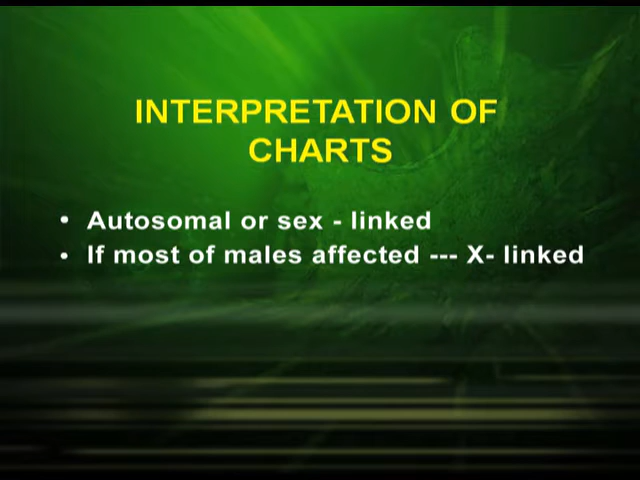 INTERPRETATION OF
CHARTS
• Autosomal or sex - linked
• If most of males affected --- X- linked